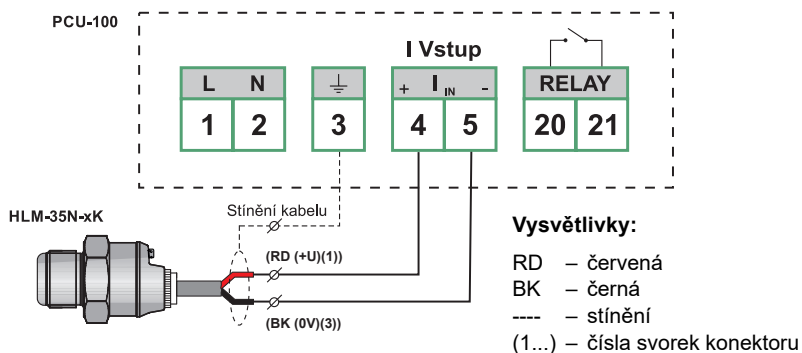 PCU-100
I Vstup
L N
+ I IN -
RELAY
1 2 3 4 5 20 21
HLM-35N-xK
Stínění kabelu
(RD (+U)(1))
(BK (0V)(3))
Vysvětlivky:
RD – červená
BK – černá
---- – stínění
(1...) – čísla svorek konektoru